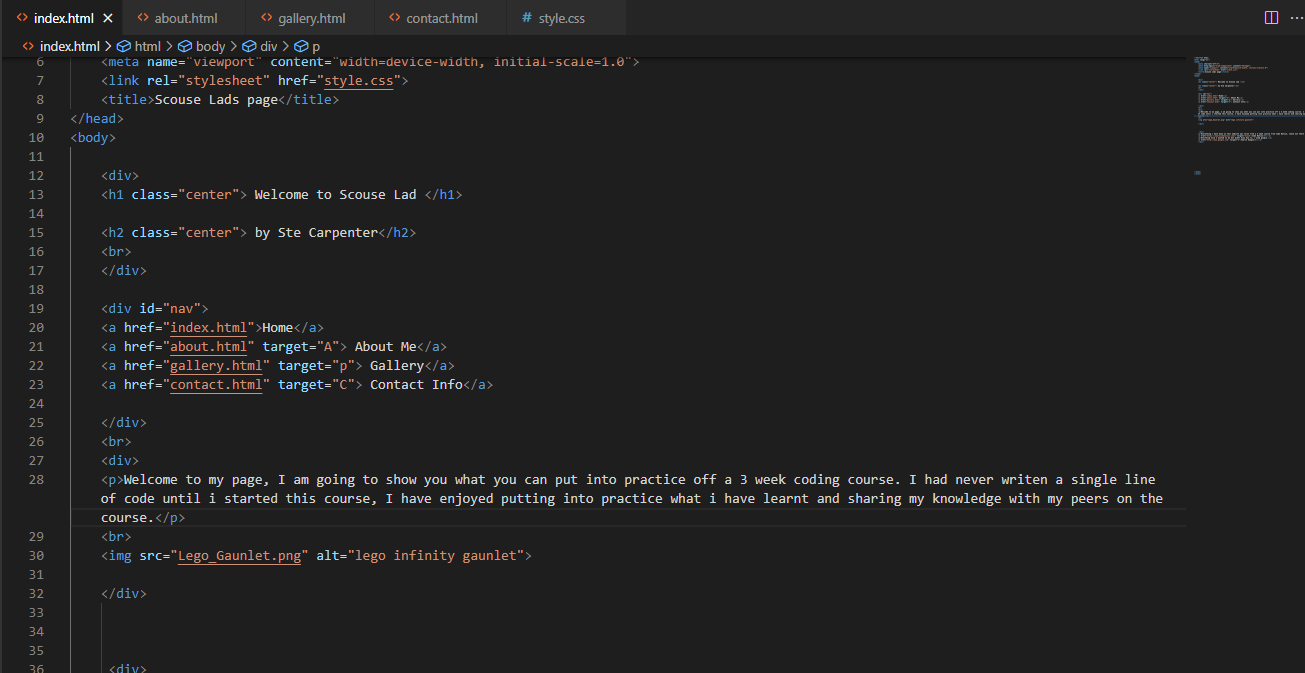 index.html
about.html
gallery.html
contact.html
# style.css
index.html > html > body > div > p
6 <meta name="viewport" content="width=device-width, initial-scale=1.0">
7 <link rel="stylesheet" href="style.css">
8 <title>Scouse Lads page</title>
9 </head>
10 <body>
11
12 <div>
13 <h1 class="center"> Welcome to Scouse Lad </h1>
14
15 <h2 class="center"> by Ste Carpenter</h2>
16 <br>
17 </div>
18
19 <div id="nav">
20 <a href="index.html">Home</a>
21 <a href="about.html" target="A"> About Me</a>
22 <a href="gallery.html" target="p"> Gallery</a>
23 <a href="contact.html" target="C"> Contact Info</a>
24
25 </div>
26 <br>
27 <div>
28 <p>Welcome to my page, I am going to show you what you can put into practice off a 3 week coding course. I had never writen a single line
of code until i started this course, I have enjoyed putting into practice what i have learnt and sharing my knowledge with my peers on the
course.</p>
29 <br>
30 <img src="Lego_Gaunlet.png" alt="lego infinity gaunlet">
31
32 </div>
33
34
35
36 <div>